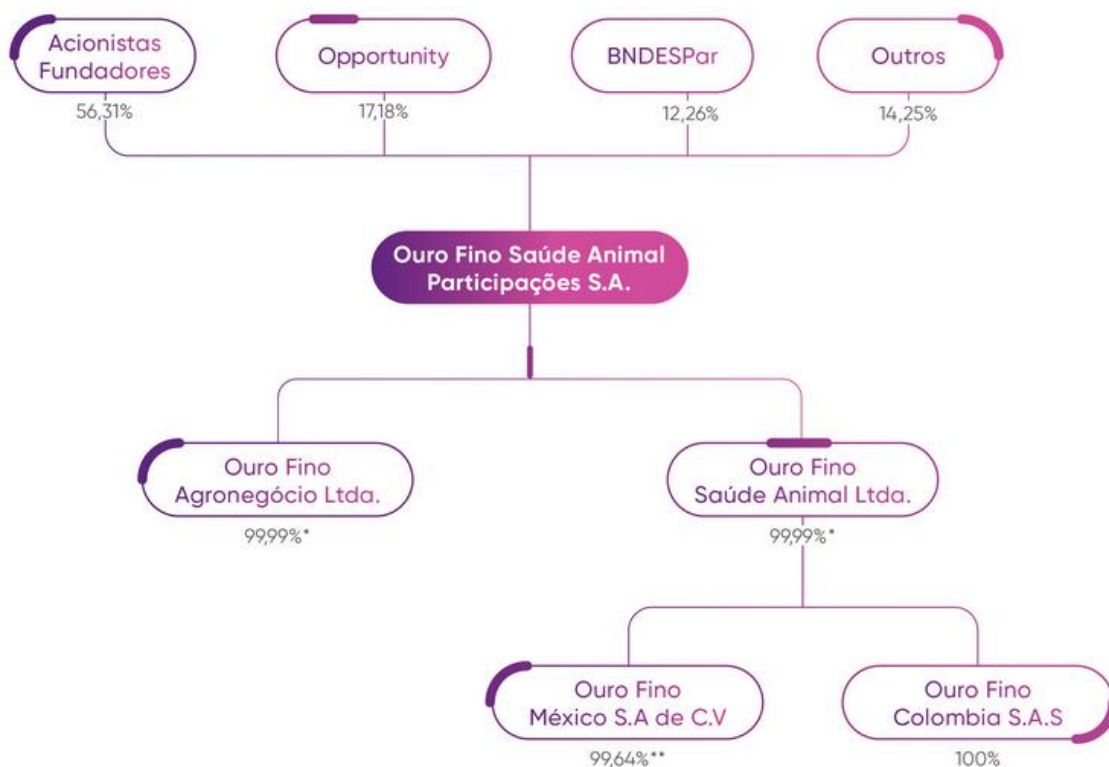 Acionistas
Fundadores
Opportunity
BNDESPar
Outros
56,31%
17,18%
12,26%
14,25%
Ouro Fino Saúde Animal
Participações S.A.
Ouro Fino
Agronegócio Ltda.
99,99%*
Ouro Fino
Saúde Animal Ltda.
99,99%*
Ouro Fino
México S.A de C.V
99,64%**
Ouro Fino
Colombia S.A.S
100%